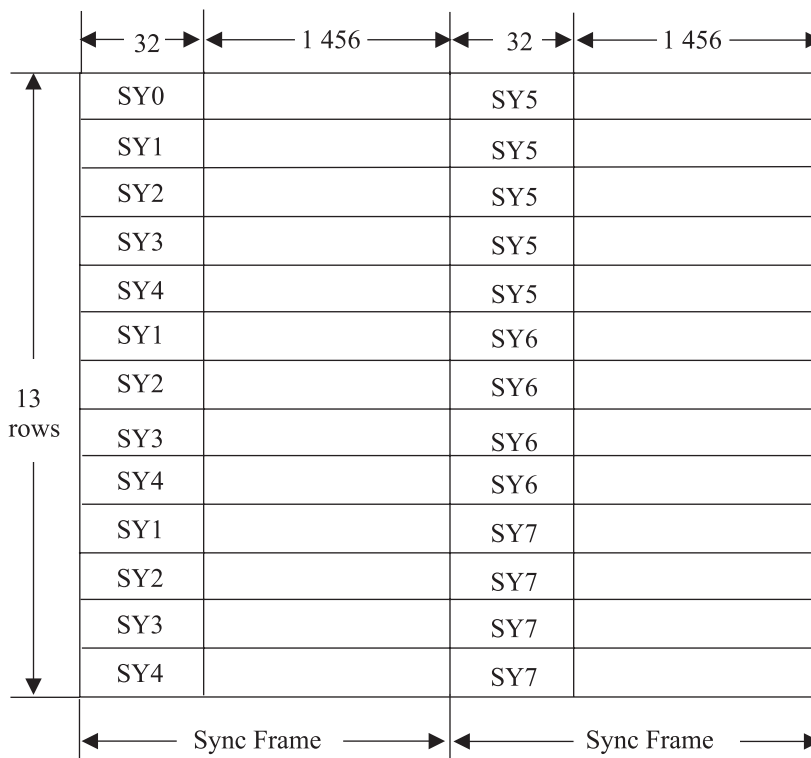 32 1 456 32 1 456
SY0 SY5
SY1 SY5
SY2 SY5
SY3 SY5
SY4 SY5
SY1 SY6
SY2 SY6
13
rows
SY3 SY6
SY4 SY6
SY1 SY7
SY2 SY7
SY3 SY7
SY4 SY7
Sync Frame Sync Frame